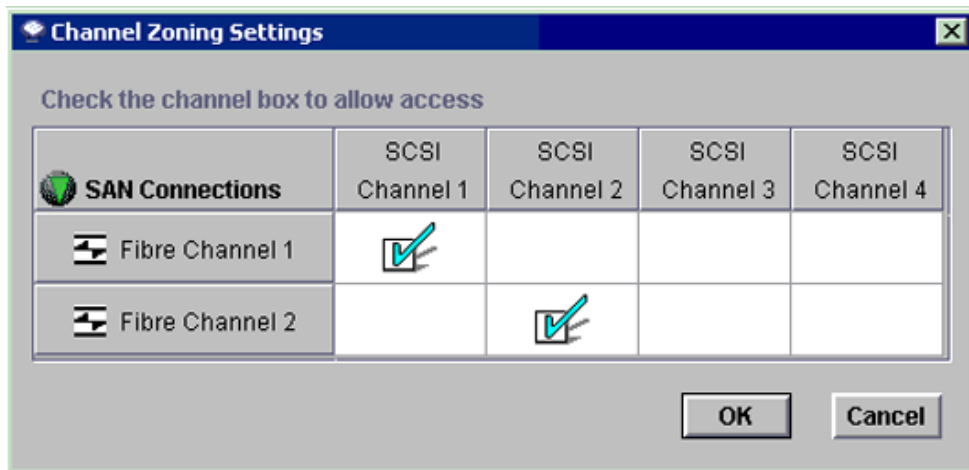 Channel Zoning Settings
Check the channel box to allow access
SAN Connections
SCSI
Channel 1
SCSI
Channel 2
SCSI
Channel 3
SCSI
Channel 4
Fibre Channel 1
Fibre Channel 2
OK
Cancel